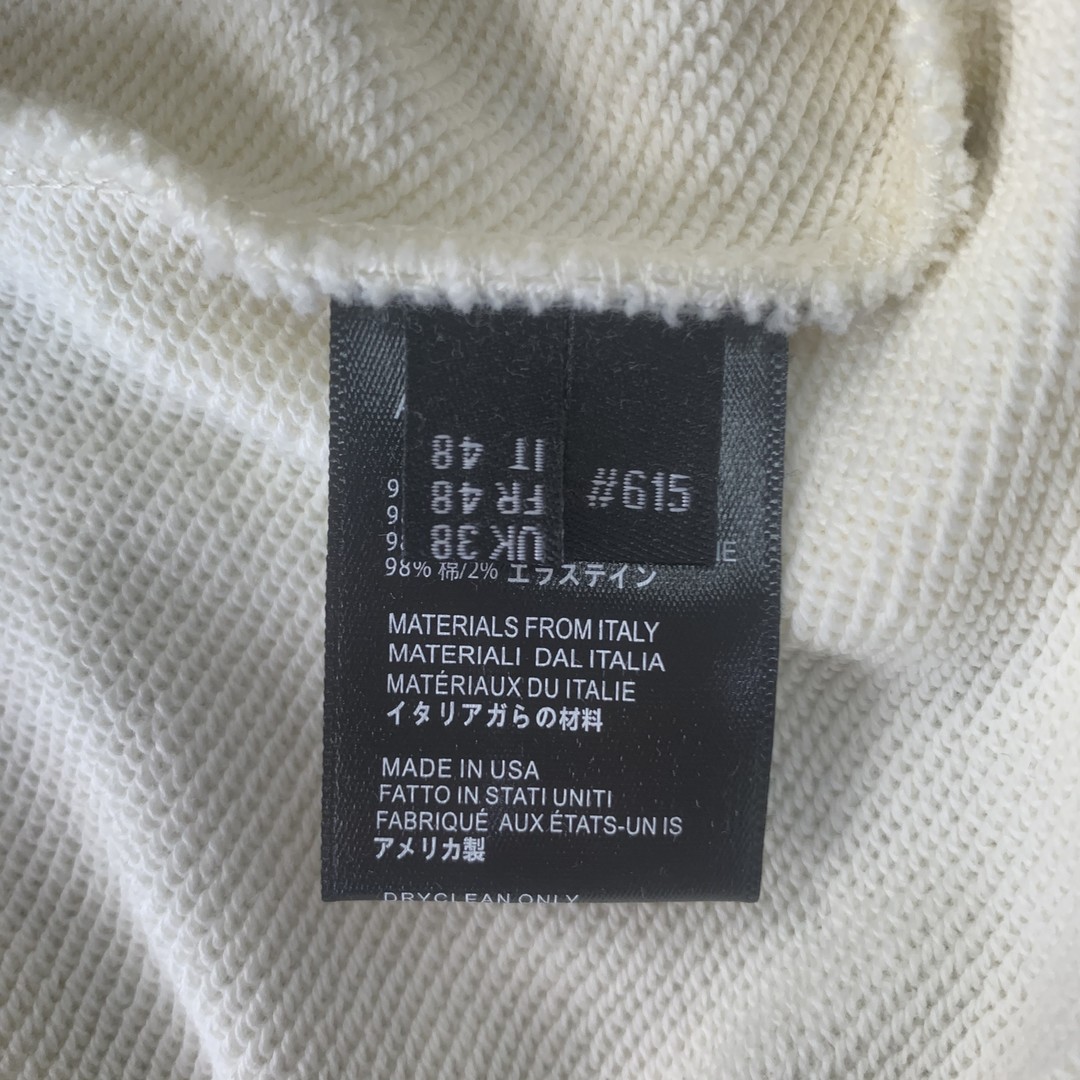 IT 48
FR 48
UK 38
#615
98% 棉/2% エラステイン
MATERIALS FROM ITALY
MATERIALI DAL ITALIA
MATÉRIAUX DU ITALIE
イタリアガらの材料
MADE IN USA
FATTO IN STATI UNITI
FABRIQUÉ AUX ÉTATS-UN IS
アメリカ製
DRYCLEAN ONLY